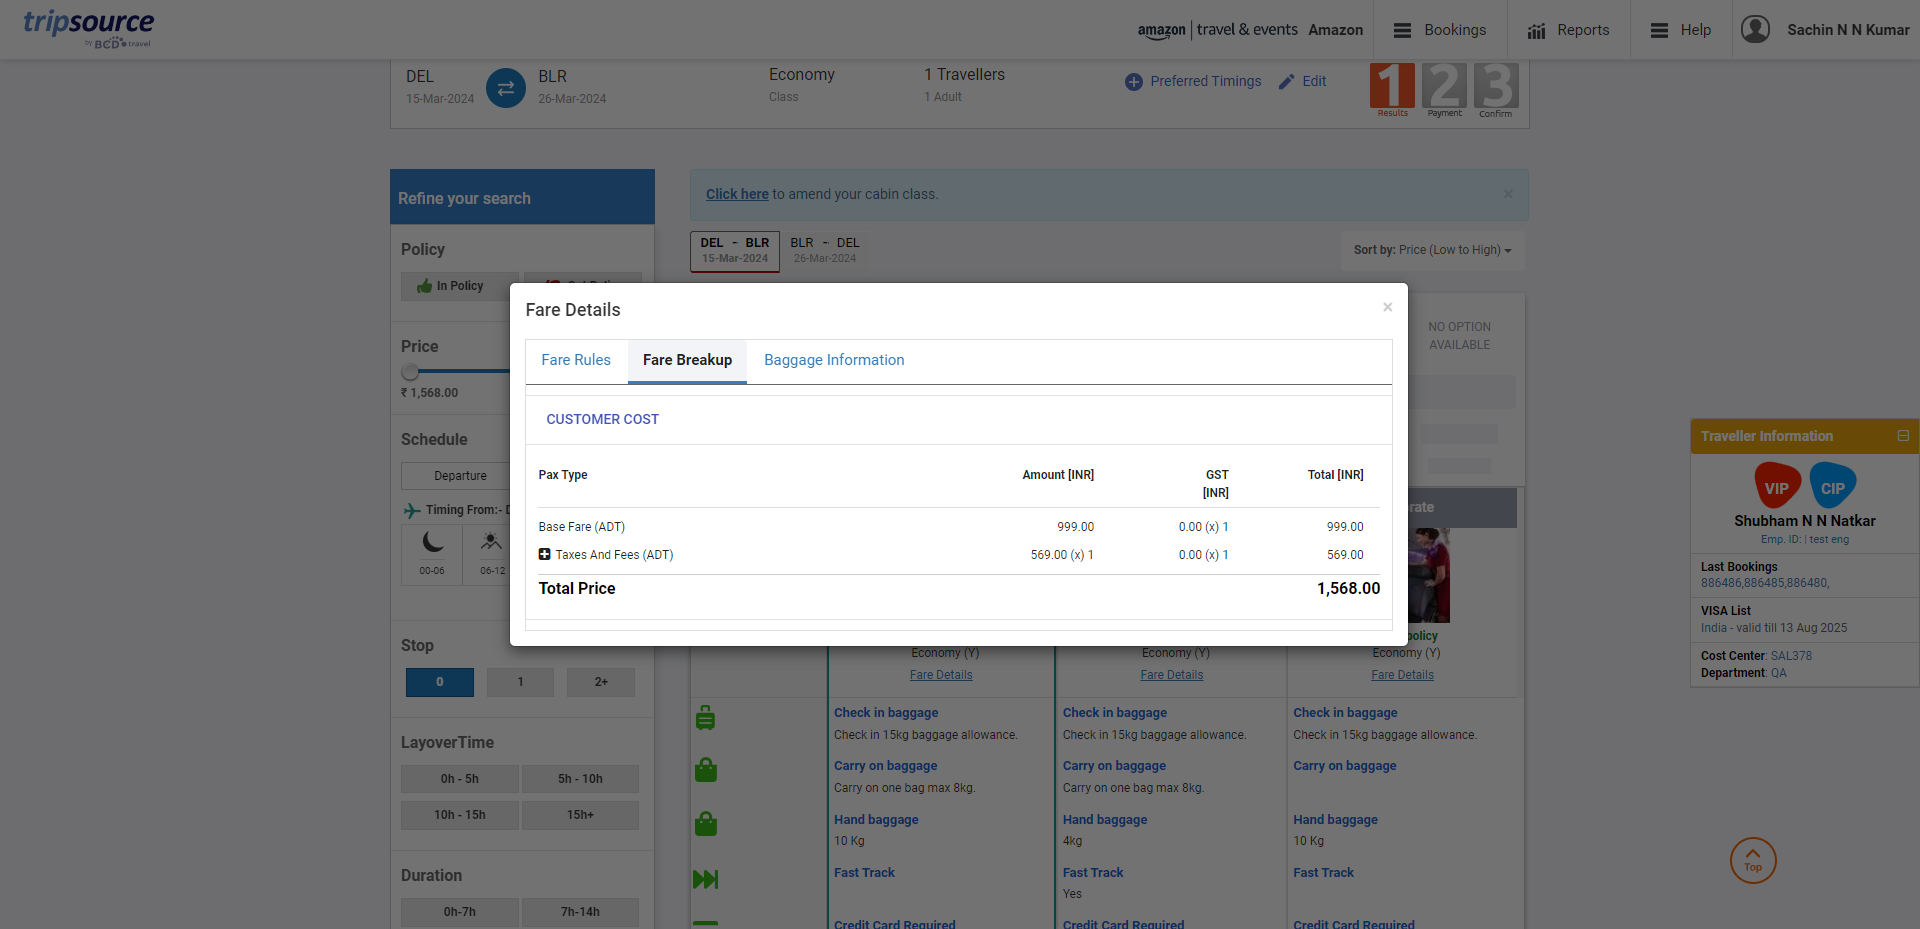 tripsource
by BCD travel
amazon | travel & events Amazon
Bookings
Reports
Help
Sachin N N Kumar
DEL
15-Mar-2024
BLR
26-Mar-2024
Economy
Class
1 Travellers
1 Adult
Preferred Timings
Edit
1 2 3
Results Payment Confirm
Refine your search
Click here to amend your cabin class.
×
Policy
In Policy
DEL - BLR
15-Mar-2024
BLR - DEL
26-Mar-2024
Sort by: Price (Low to High)
Price
₹ 1,568.00
Schedule
Departure
Timing From:-
00-06
06-12
Stop
0
1
2+
LayoverTime
0h - 5h
5h - 10h
10h - 15h
15h+
Duration
0h-7h
7h-14h
Fare Details
×
Fare Rules
Fare Breakup
Baggage Information
CUSTOMER COST
Pax Type Amount [INR] GST [INR] Total [INR]
Base Fare (ADT) 999.00 0.00 (x) 1 999.00
Taxes And Fees (ADT) 569.00 (x) 1 0.00 (x) 1 569.00
Total Price 1,568.00
NO OPTION
AVAILABLE
rate
policy
Economy (Y) Economy (Y) Economy (Y)
Fare Details Fare Details Fare Details
Check in baggage Check in baggage Check in baggage
Check in 15kg baggage allowance. Check in 15kg baggage allowance. Check in 15kg baggage allowance.
Carry on baggage Carry on baggage Carry on baggage
Carry on one bag max 8kg. Carry on one bag max 8kg.
Hand baggage Hand baggage Hand baggage
10 Kg 4kg 10 Kg
Fast Track Fast Track Fast Track
Yes
Credit Card Required Credit Card Required Credit Card Required
Traveller Information
VIP CIP
Shubham N N Natkar
Emp. ID: | test eng
Last Bookings
886486,886485,886480,
VISA List
India - valid till 13 Aug 2025
Cost Center: SAL378
Department: QA
Top